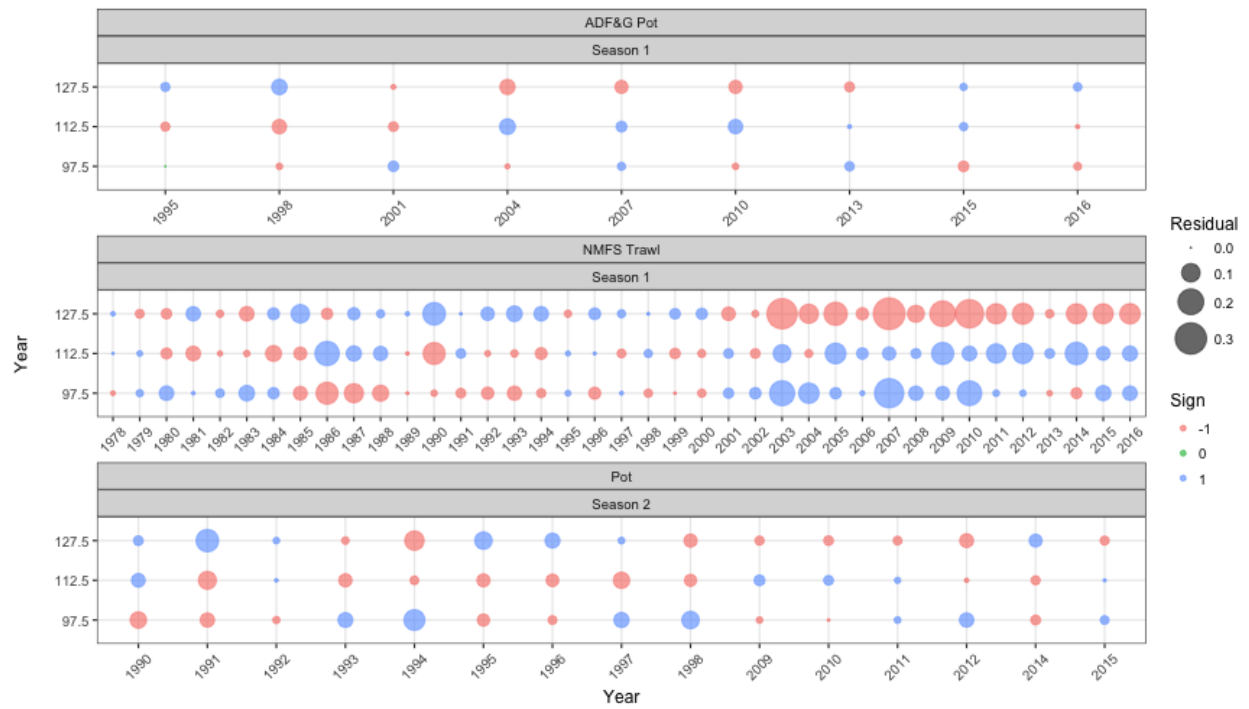 ADF&G Pot
Season 1
127.5
112.5
97.5
1995 1998 2001 2004 2007 2010 2013 2015 2016
NMFS Trawl
Season 1
127.5
112.5
97.5
1978 1979 1980 1981 1982 1983 1984 1985 1986 1987 1988 1989 1990 1991 1992 1993 1994 1995 1996 1997 1998 1999 2000 2001 2002 2003 2004 2005 2006 2007 2008 2009 2010 2011 2012 2013 2014 2015 2016
Pot
Season 2
127.5
112.5
97.5
1990 1991 1992 1993 1994 1995 1996 1997 1998 2009 2010 2011 2012 2014 2015
Year
Year
Residual
0.0
0.1
0.2
0.3
Sign
-1
0
1